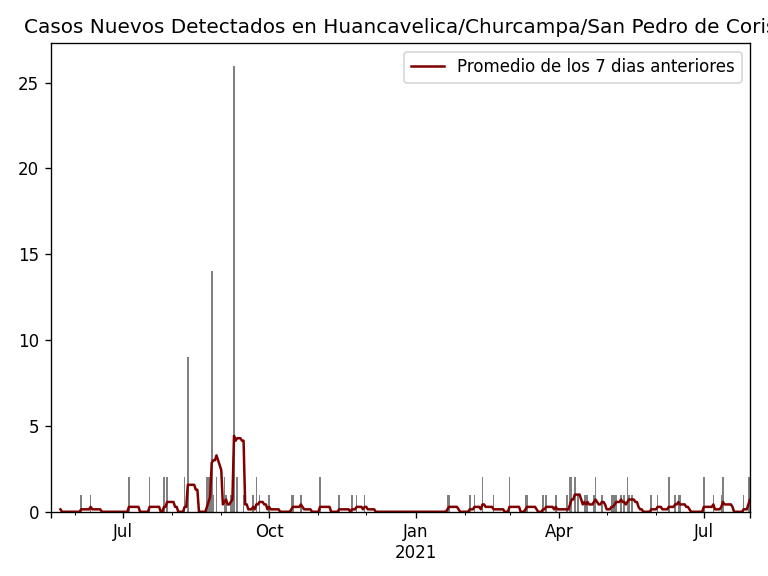 Casos Nuevos Detectados en Huancavelica/Churcampa/San Pedro de Coris
Promedio de los 7 dias anteriores
25
20
15
10
5
0
Jul Oct Jan Apr Jul
2021